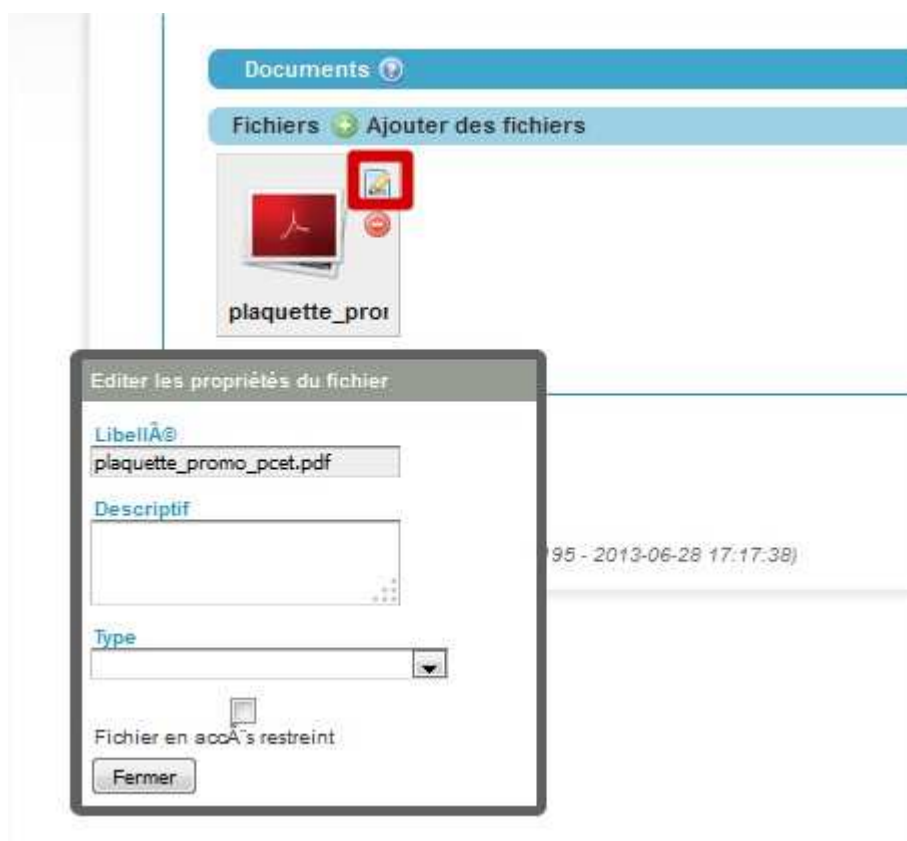 Documents
Fichiers Ajouter des fichiers
plaquette_pror
Editer les propriétés du fichier
LibellÃ©
plaquette_promo_pcet.pdf
Descriptif
195 - 2013-06-28 17:17:38)
Type
Fichier en accÃ¨s restreint
Fermer